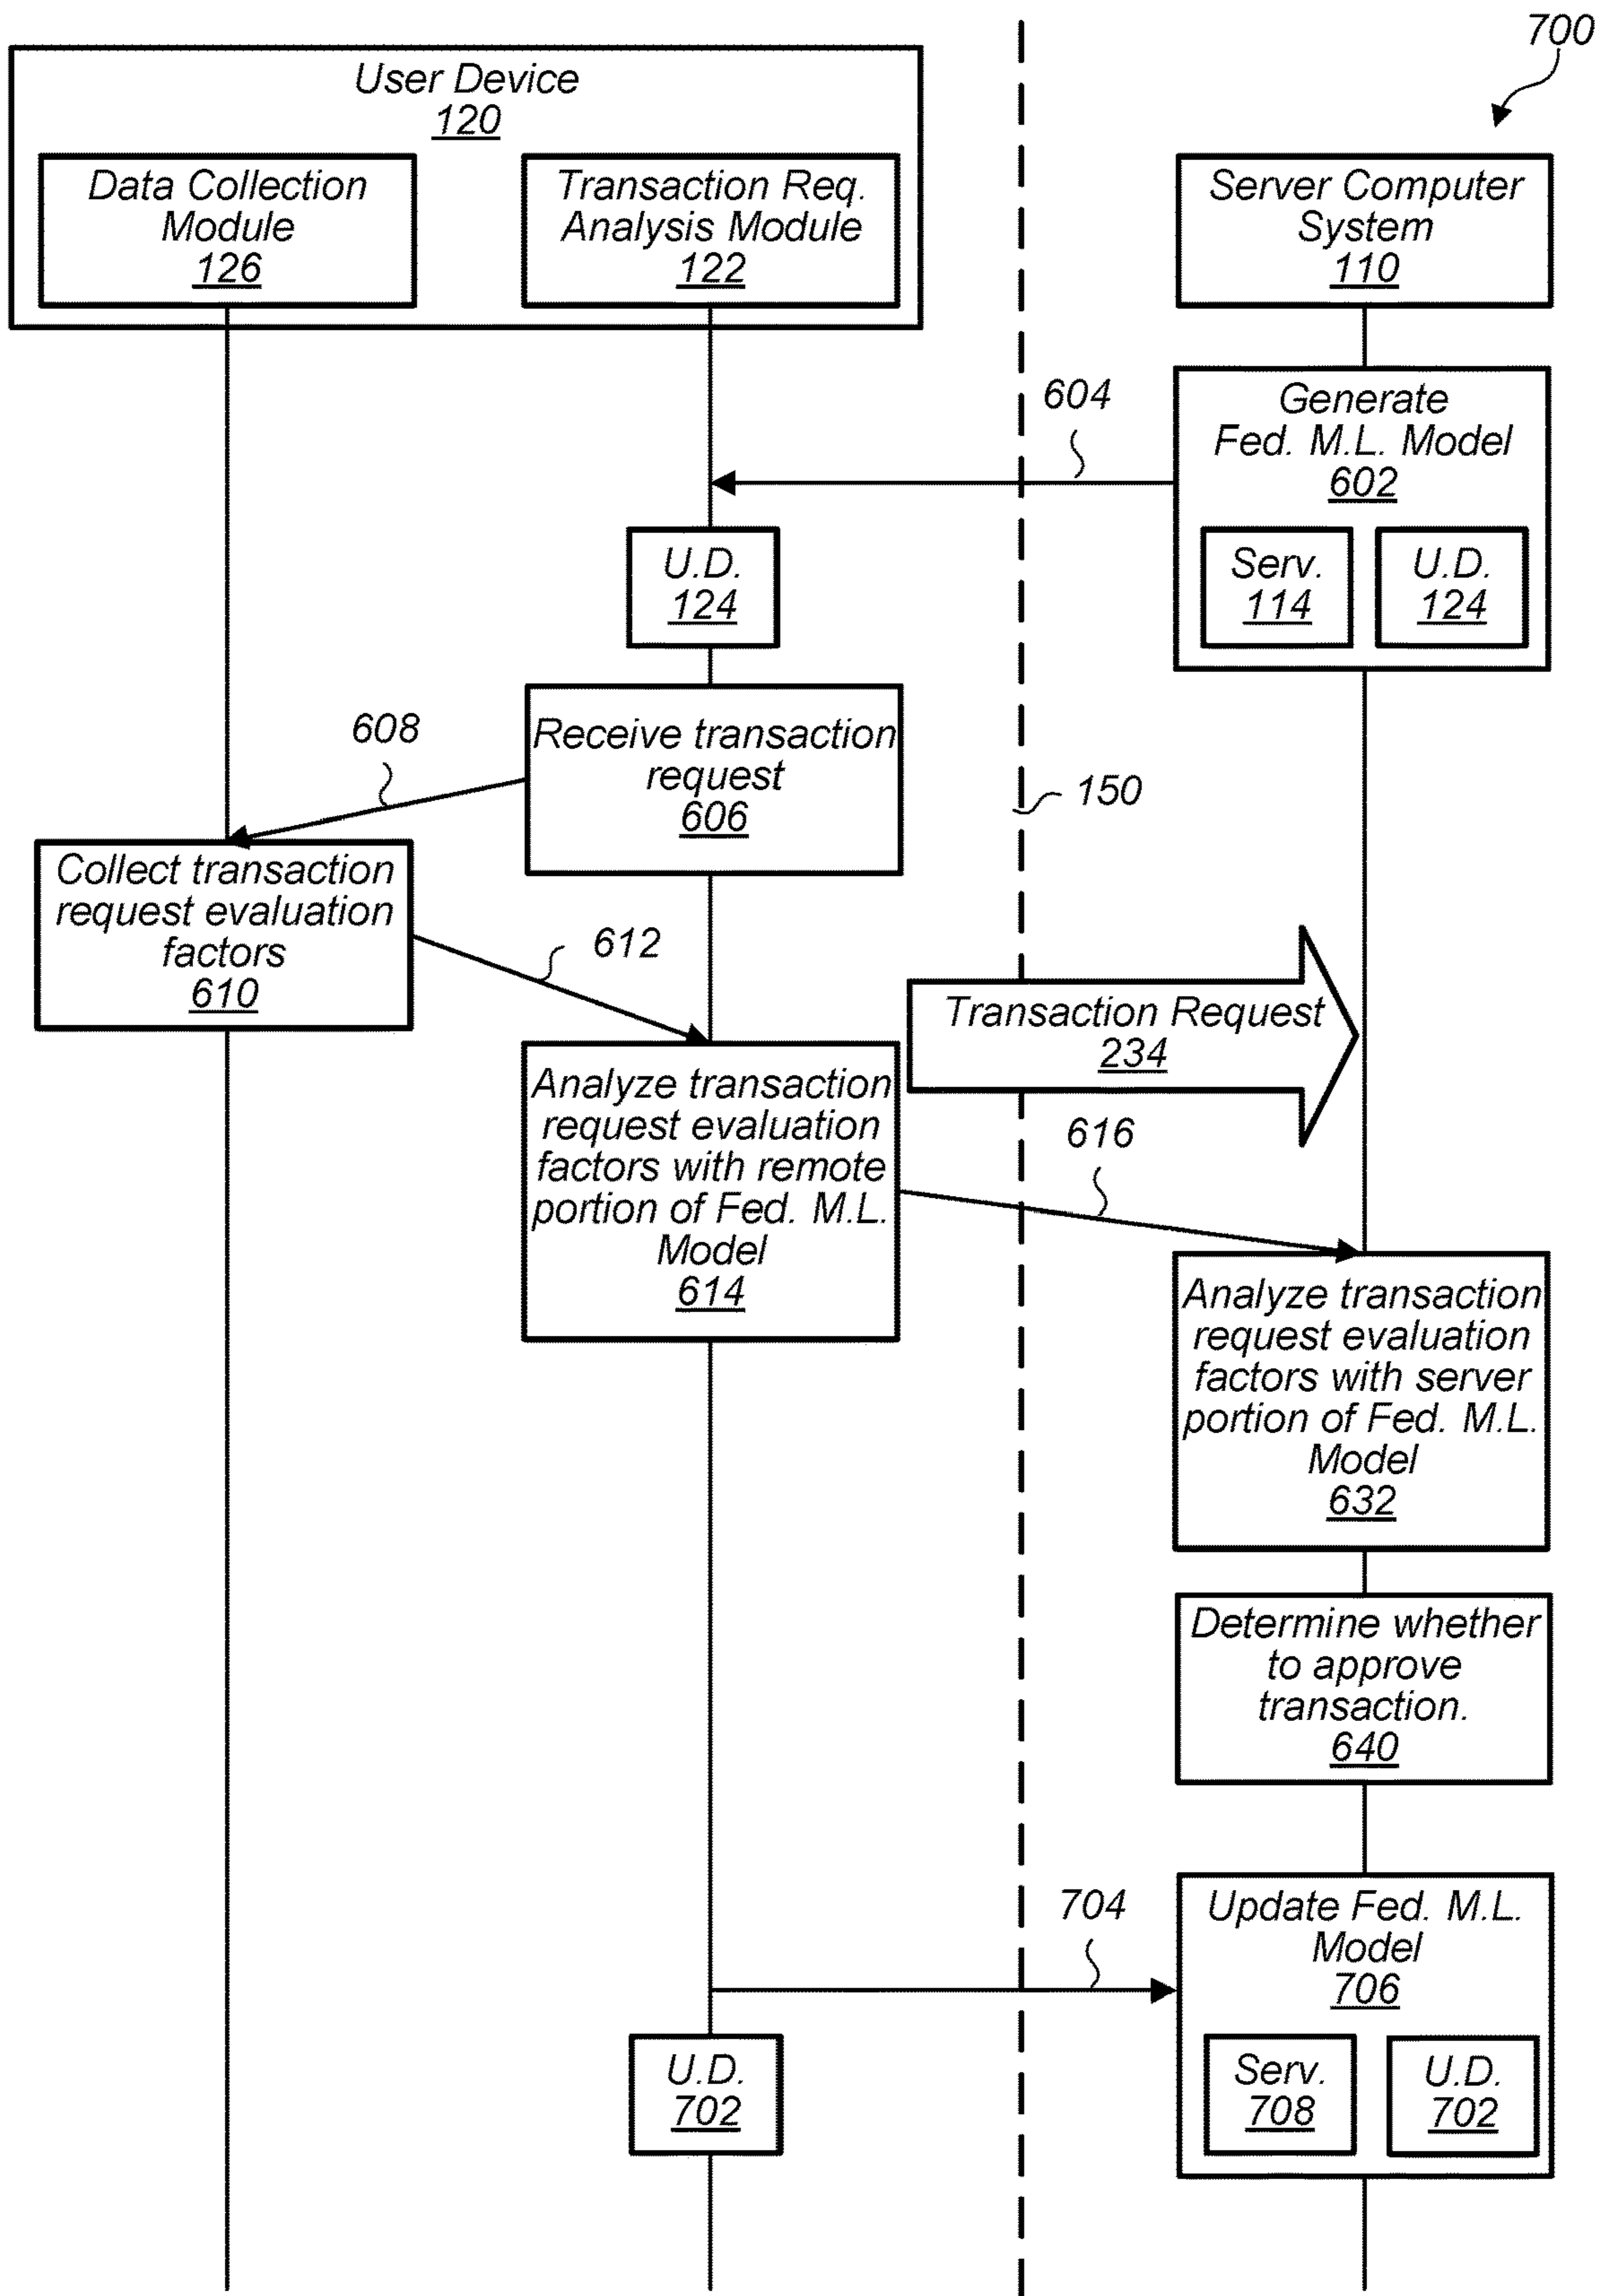 700
User Device
120
Data Collection
Module
126
Transaction Req.
Analysis Module
122
Server Computer
System
110
604
Generate
Fed. M.L. Model
602
Serv.
114
U.D.
124
U.D.
124
Receive transaction
request
606
608
150
Collect transaction
request evaluation
factors
610
612
Transaction Request
234
Analyze transaction
request evaluation
factors with remote
portion of Fed. M.L.
Model
614
616
Analyze transaction
request evaluation
factors with server
portion of Fed. M.L.
Model
632
Determine whether
to approve
transaction.
640
704
Update Fed. M.L.
Model
706
Serv.
708
U.D.
702
U.D.
702